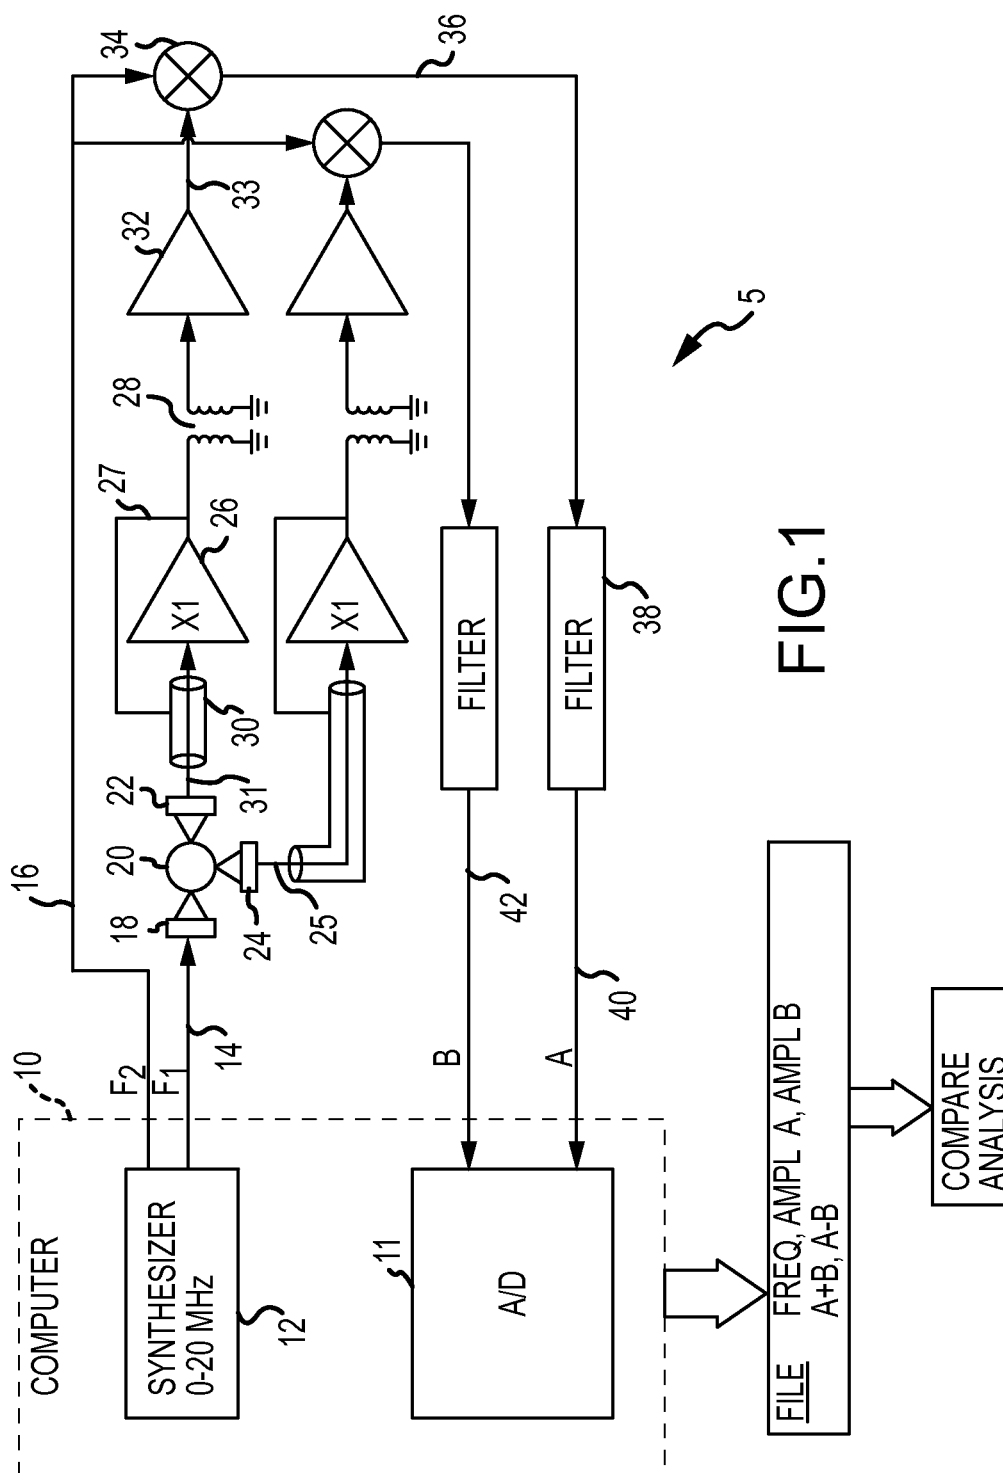 COMPUTER
10
SYNTHESIZER
0-20 MHz
12
F2
F1
14
16
18
20
22
24
25
31
30
X1
26
27
28
32
33
34
36
X1
FILTER
FILTER
38
42
40
B
A
11
A/D
5
FILE FREQ, AMPL A, AMPL B
A+B, A-B
COMPARE
ANALYSIS
FIG.1